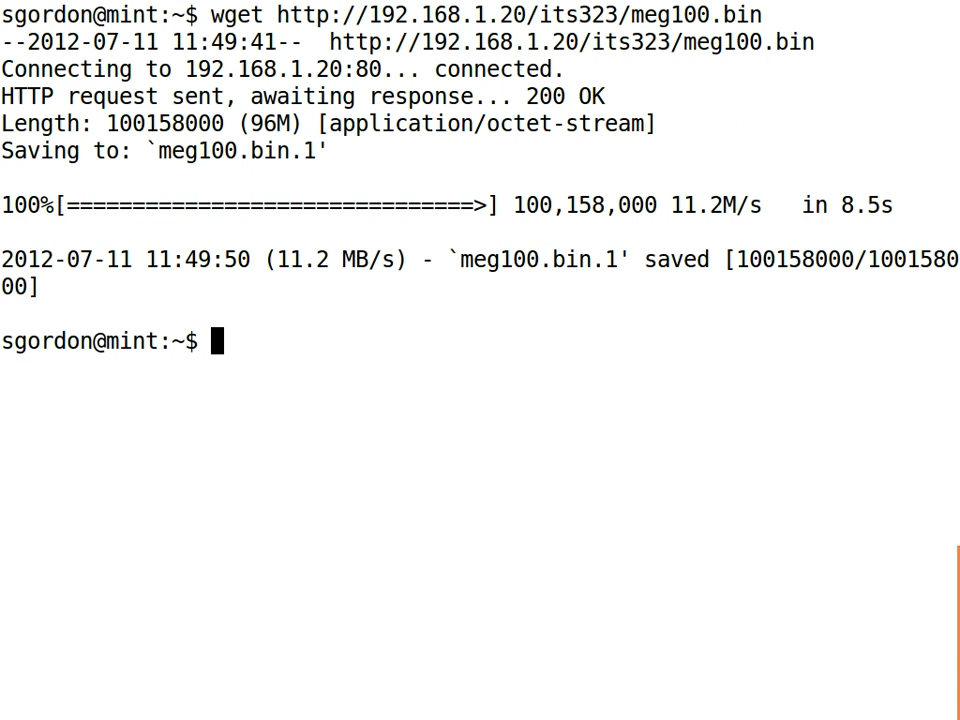 sgordon@mint:~$ wget http://192.168.1.20/its323/meg100.bin
--2012-07-11 11:49:41--  http://192.168.1.20/its323/meg100.bin
Connecting to 192.168.1.20:80... connected.
HTTP request sent, awaiting response... 200 OK
Length: 100158000 (96M) [application/octet-stream]
Saving to: `meg100.bin.1'
100%[===============================>] 100,158,000 11.2M/s   in 8.5s
2012-07-11 11:49:50 (11.2 MB/s) - `meg100.bin.1' saved [100158000/1001580
00]
sgordon@mint:~$